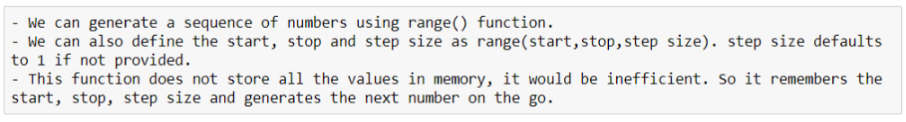 - We can generate a sequence of numbers using range() function.
- We can also define the start, stop and step size as range(start,stop,step size). step size defaults
to 1 if not provided.
- This function does not store all the values in memory, it would be inefficient. So it remembers the
start, stop, step size and generates the next number on the go.